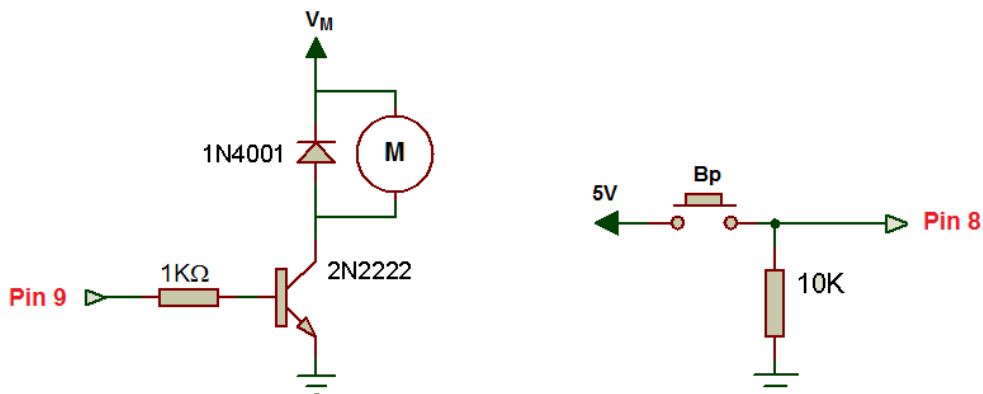 VM
1N4001
M
2N2222
1KΩ
Pin 9
Bp
5V
Pin 8
10K